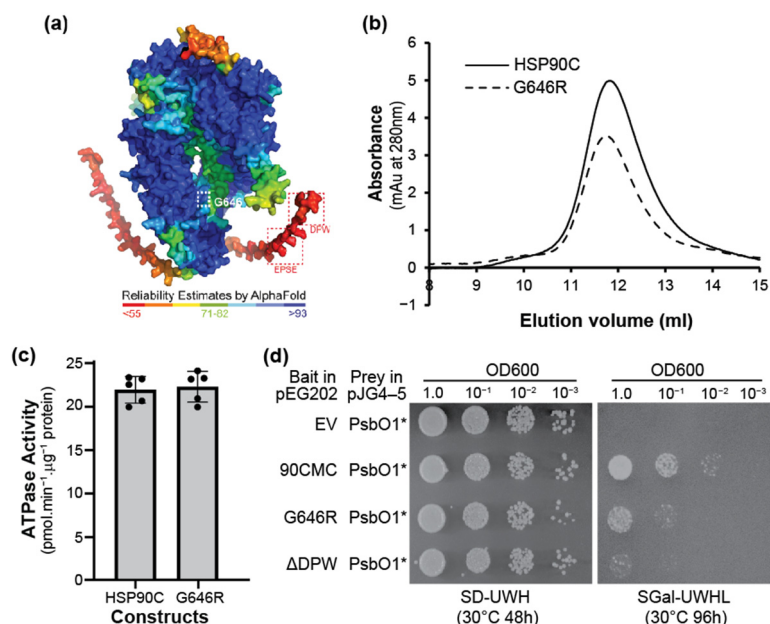 (a)
G646
DPW
EPSE
Reliability Estimates by AlphaFold
<55 71-82 >93
(b)
HSP90C
G646R
Absorbance
(mAu at 280nm)
6
5
4
3
2
1
0
−1
8 9 10 11 12 13 14 15
Elution volume (ml)
(c)
ATPase Activity
(pmol.min⁻¹.µg⁻¹ protein)
25
20
15
10
5
0
HSP90C G646R
Constructs
(d)
Bait in Prey in OD600 OD600
pEG202 pJG4–5 1.0 10⁻¹ 10⁻² 10⁻³ 1.0 10⁻¹ 10⁻² 10⁻³
EV PsbO1*
90CMC PsbO1*
G646R PsbO1*
ΔDPW PsbO1*
SD-UWH SGal-UWHL
(30°C 48h) (30°C 96h)